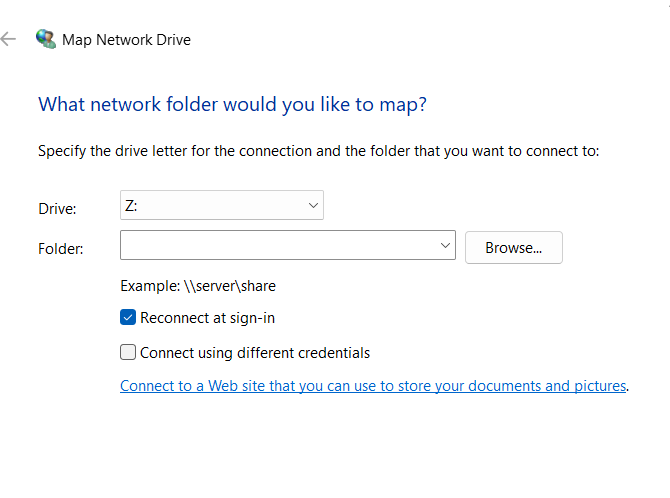 Map Network Drive
What network folder would you like to map?
Specify the drive letter for the connection and the folder that you want to connect to:
Drive: Z:
Folder: Browse...
Example: \\server\share
Reconnect at sign-in
Connect using different credentials
Connect to a Web site that you can use to store your documents and pictures.